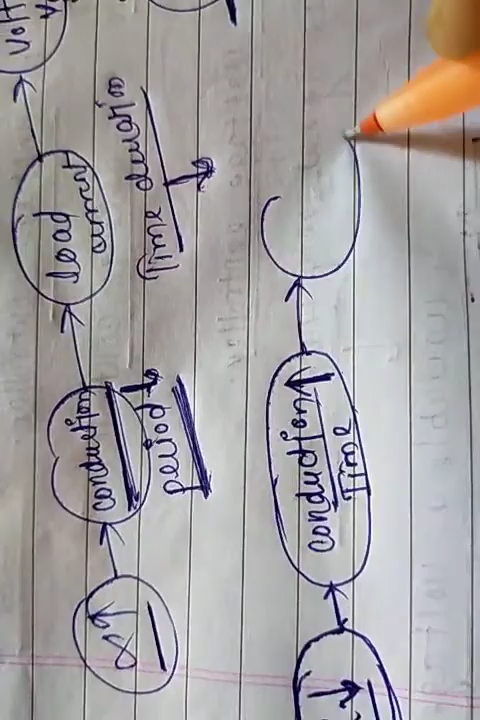 α↑
conduction↓
period
load
current
Time duration
↓
volt
↓
conduction↑
Time